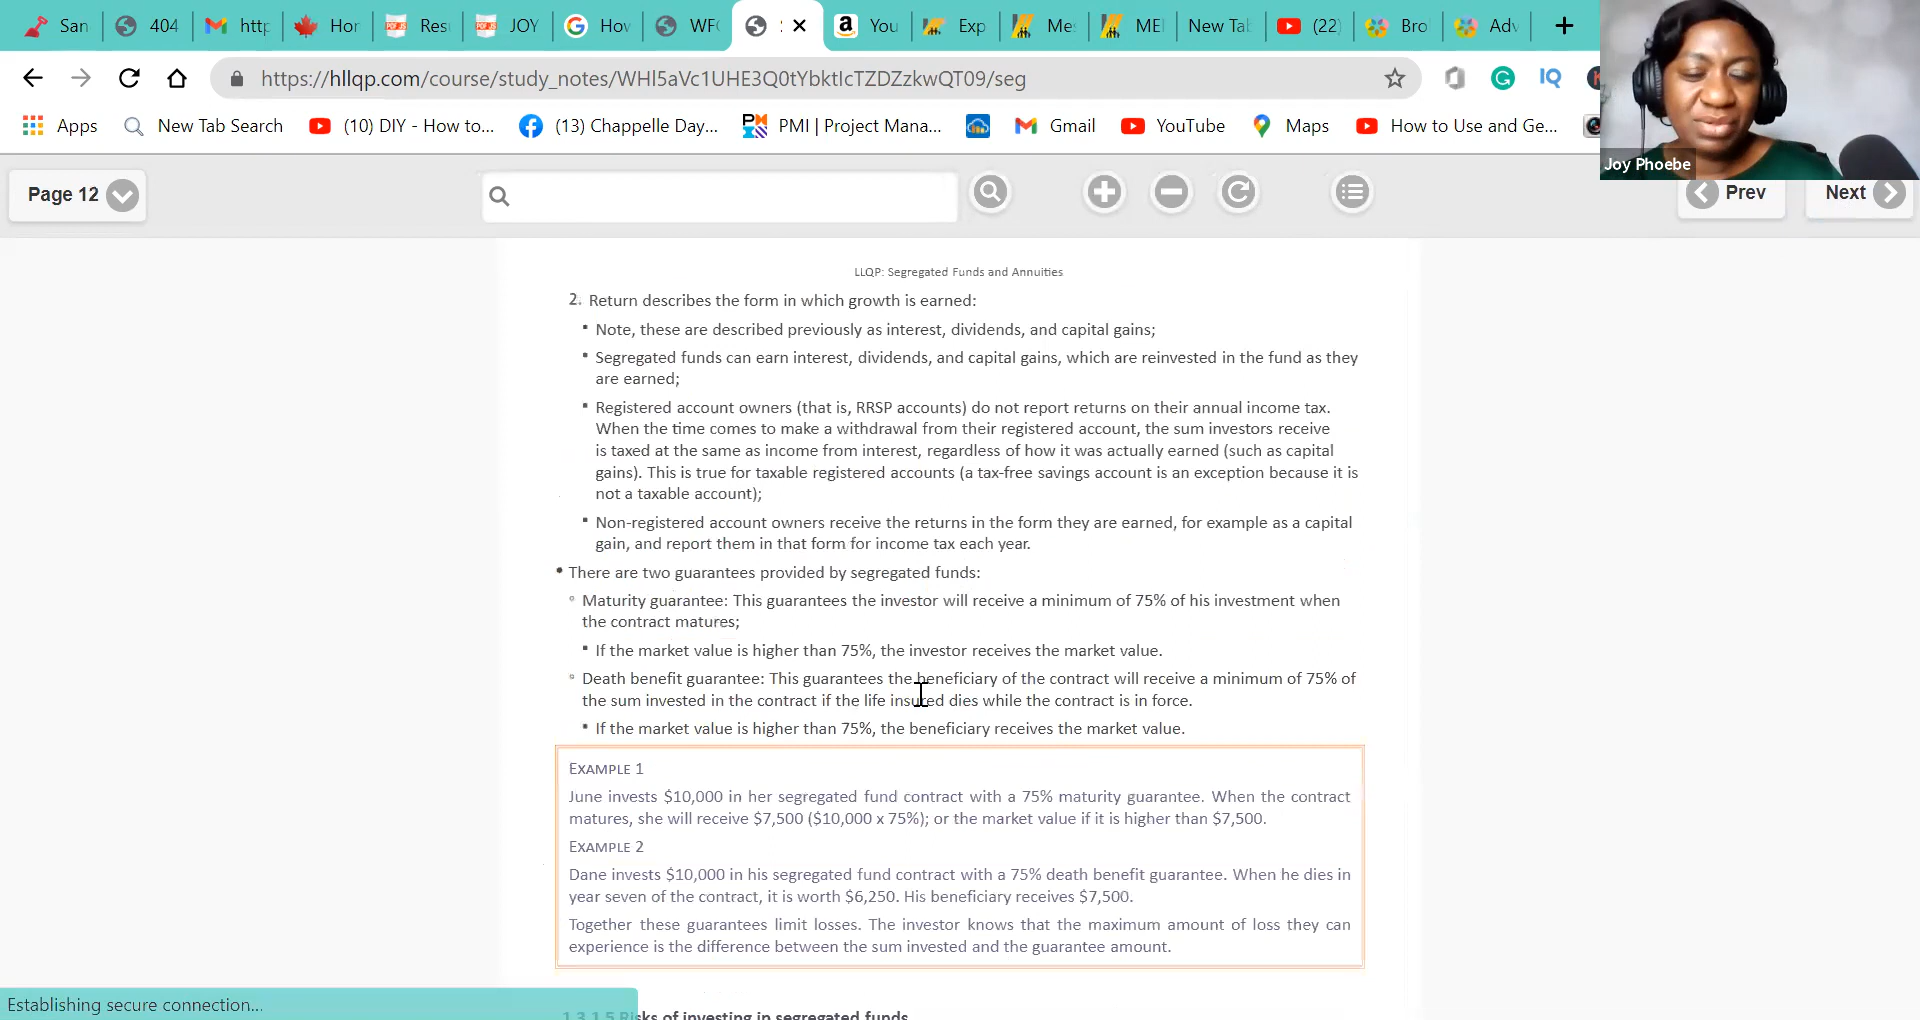 San
404
http
Hor
Res
JOY
Hov
WFC
You
Exp
Me
MEI
New Tab
(22)
Bro
Adv
https://hllqp.com/course/study_notes/WHl5aVc1UHE3Q0tYbktIcTZDZzkwQT09/seg
Apps
New Tab Search
(10) DIY - How to...
(13) Chappelle Day...
PMI | Project Mana...
Gmail
YouTube
Maps
How to Use and Ge...
Joy Phoebe
Page 12
Prev
Next
LLQP: Segregated Funds and Annuities
2. Return describes the form in which growth is earned:
▪ Note, these are described previously as interest, dividends, and capital gains;
▪ Segregated funds can earn interest, dividends, and capital gains, which are reinvested in the fund as they
are earned;
▪ Registered account owners (that is, RRSP accounts) do not report returns on their annual income tax.
When the time comes to make a withdrawal from their registered account, the sum investors receive
is taxed at the same as income from interest, regardless of how it was actually earned (such as capital
gains). This is true for taxable registered accounts (a tax-free savings account is an exception because it is
not a taxable account);
▪ Non-registered account owners receive the returns in the form they are earned, for example as a capital
gain, and report them in that form for income tax each year.
• There are two guarantees provided by segregated funds:
◦ Maturity guarantee: This guarantees the investor will receive a minimum of 75% of his investment when
the contract matures;
▪ If the market value is higher than 75%, the investor receives the market value.
◦ Death benefit guarantee: This guarantees the beneficiary of the contract will receive a minimum of 75% of
the sum invested in the contract if the life insured dies while the contract is in force.
▪ If the market value is higher than 75%, the beneficiary receives the market value.
EXAMPLE 1
June invests $10,000 in her segregated fund contract with a 75% maturity guarantee. When the contract
matures, she will receive $7,500 ($10,000 x 75%); or the market value if it is higher than $7,500.
EXAMPLE 2
Dane invests $10,000 in his segregated fund contract with a 75% death benefit guarantee. When he dies in
year seven of the contract, it is worth $6,250. His beneficiary receives $7,500.
Together these guarantees limit losses. The investor knows that the maximum amount of loss they can
experience is the difference between the sum invested and the guarantee amount.
Establishing secure connection...
1.3.1.5 Risks of investing in segregated funds